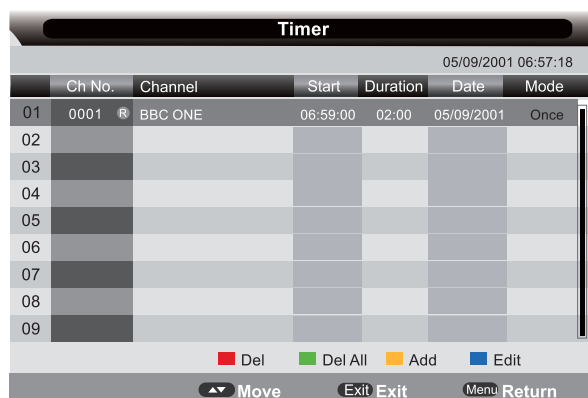 Timer
05/09/2001 06:57:18
Ch No. Channel Start Duration Date Mode
01 0001 R BBC ONE 06:59:00 02:00 05/09/2001 Once
02
03
04
05
06
07
08
09
Del Del All Add Edit
Move Exit Exit Menu Return